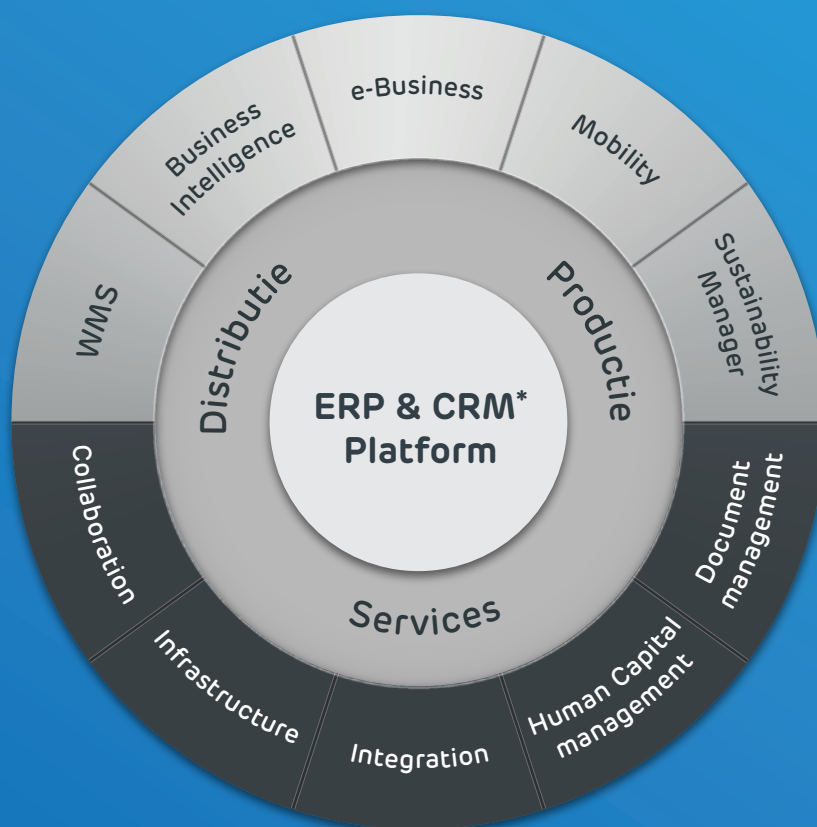 e-Business
Mobility
Sustainability
Manager
Document
management
Human Capital
management
Integration
Infrastructure
Collaboration
WMS
Business
Intelligence
Distributie
Productie
Services
ERP & CRM*
Platform